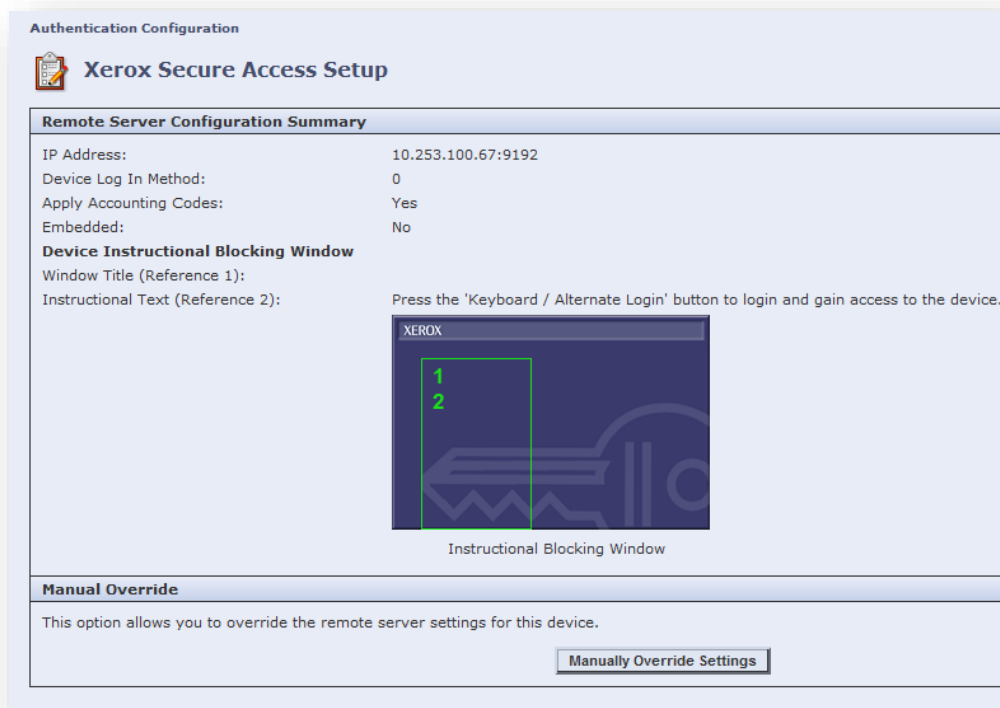 Authentication Configuration
Xerox Secure Access Setup
Remote Server Configuration Summary
IP Address: 10.253.100.67:9192
Device Log In Method: 0
Apply Accounting Codes: Yes
Embedded: No
Device Instructional Blocking Window
Window Title (Reference 1):
Instructional Text (Reference 2): Press the 'Keyboard / Alternate Login' button to login and gain access to the device.
XEROX
1
2
Instructional Blocking Window
Manual Override
This option allows you to override the remote server settings for this device.
Manually Override Settings